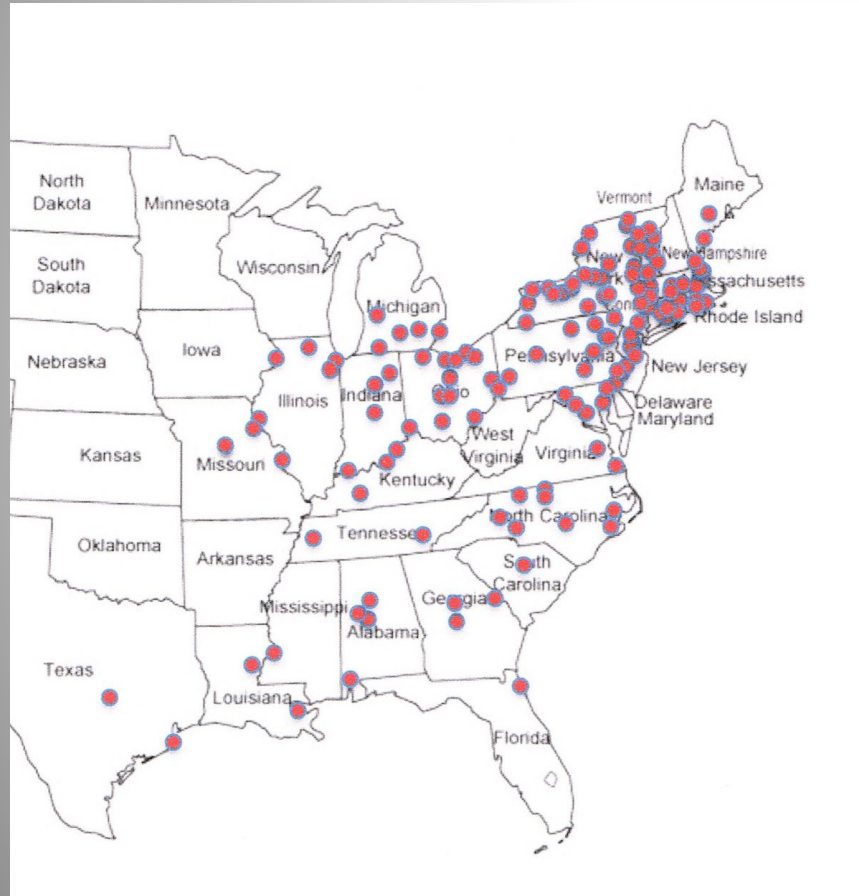 Maine
Vermont
North
Dakota
Minnesota
New Hampshire
New
South
Dakota
Wisconsin
Michigan
Rhode Island
Iowa
Nebraska
New Jersey
Illinois
Indiana
Delaware
Maryland
West
Virginia
Virginia
Kansas
Missouri
Kentucky
North Carolina
Tennessee
Oklahoma
Arkansas
South
Carolina
Mississippi
Georgia
Alabama
Texas
Louisiana
Florida